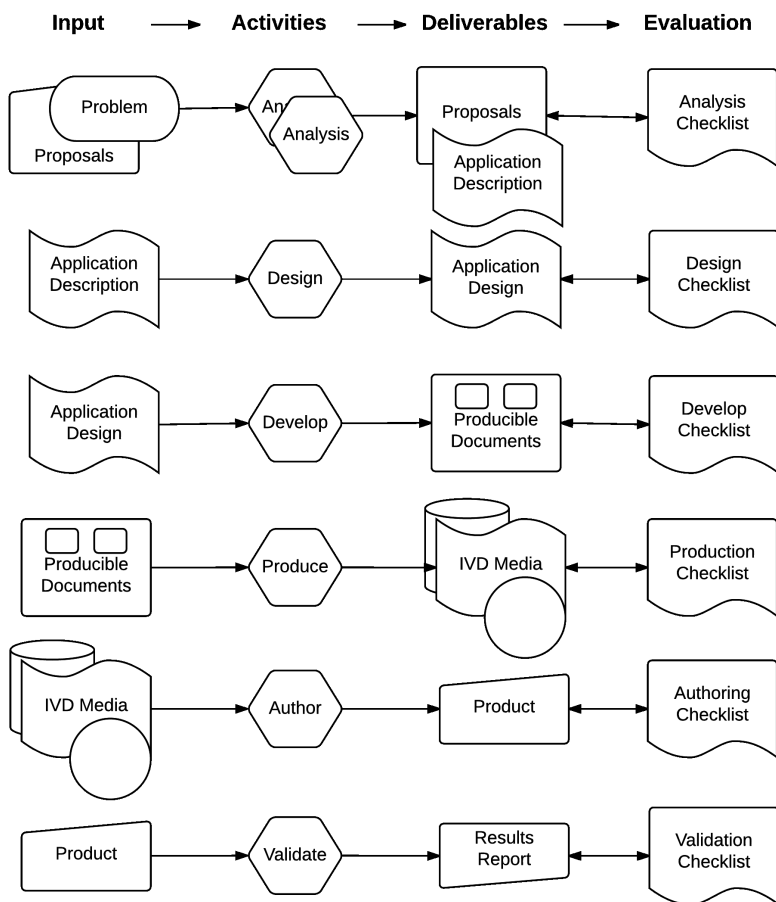 Input
Activities
Deliverables
Evaluation
Problem
Proposals
Analysis
Proposals
Application
Description
Analysis
Checklist
Application
Description
Design
Application
Design
Design
Checklist
Application
Design
Develop
Producible
Documents
Develop
Checklist
Producible
Documents
Produce
IVD Media
Production
Checklist
IVD Media
Author
Product
Authoring
Checklist
Product
Validate
Results
Report
Validation
Checklist